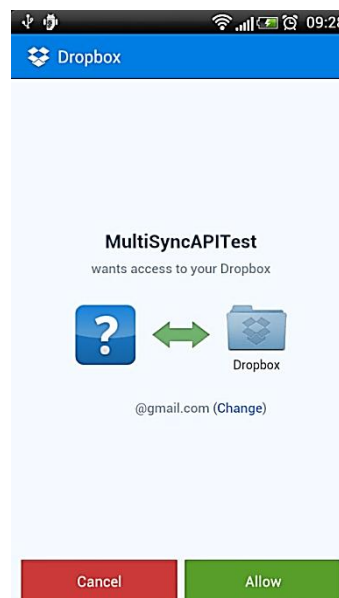 09:28
Dropbox
MultiSyncAPITest
wants access to your Dropbox
?
Dropbox
@gmail.com (Change)
Cancel
Allow